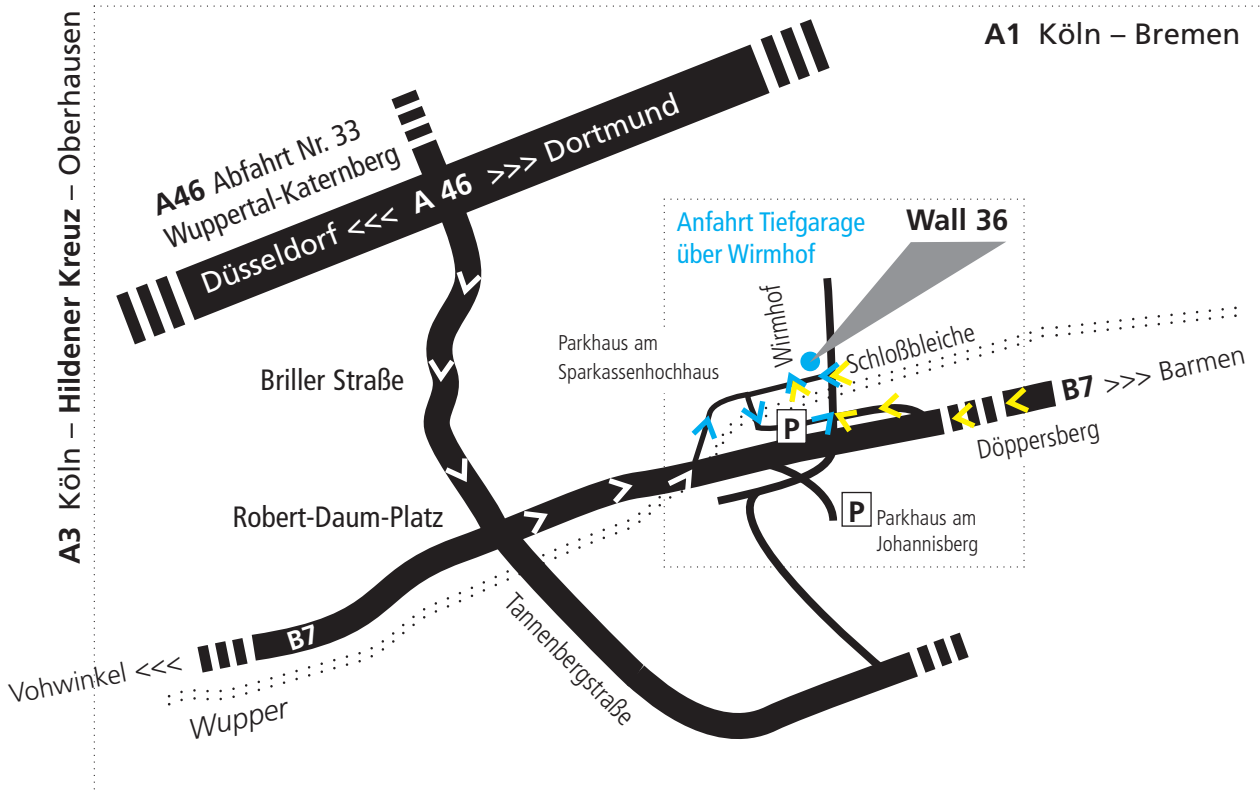 A1 Köln – Bremen
A3 Köln – Hildener Kreuz – Oberhausen
A46 Abfahrt Nr. 33
Wuppertal-Katernberg
Düsseldorf <<< A 46 >>> Dortmund
Anfahrt Tiefgarage
über Wirmhof
Wall 36
Wirmhof
Schloßbleiche
Parkhaus am
Sparkassenhochhaus
Briller Straße
B7 >>> Barmen
P
Döppersberg
Robert-Daum-Platz
P
Parkhaus am
Johannisberg
B7
Vohwinkel <<<
Wupper
Tannenbergstraße